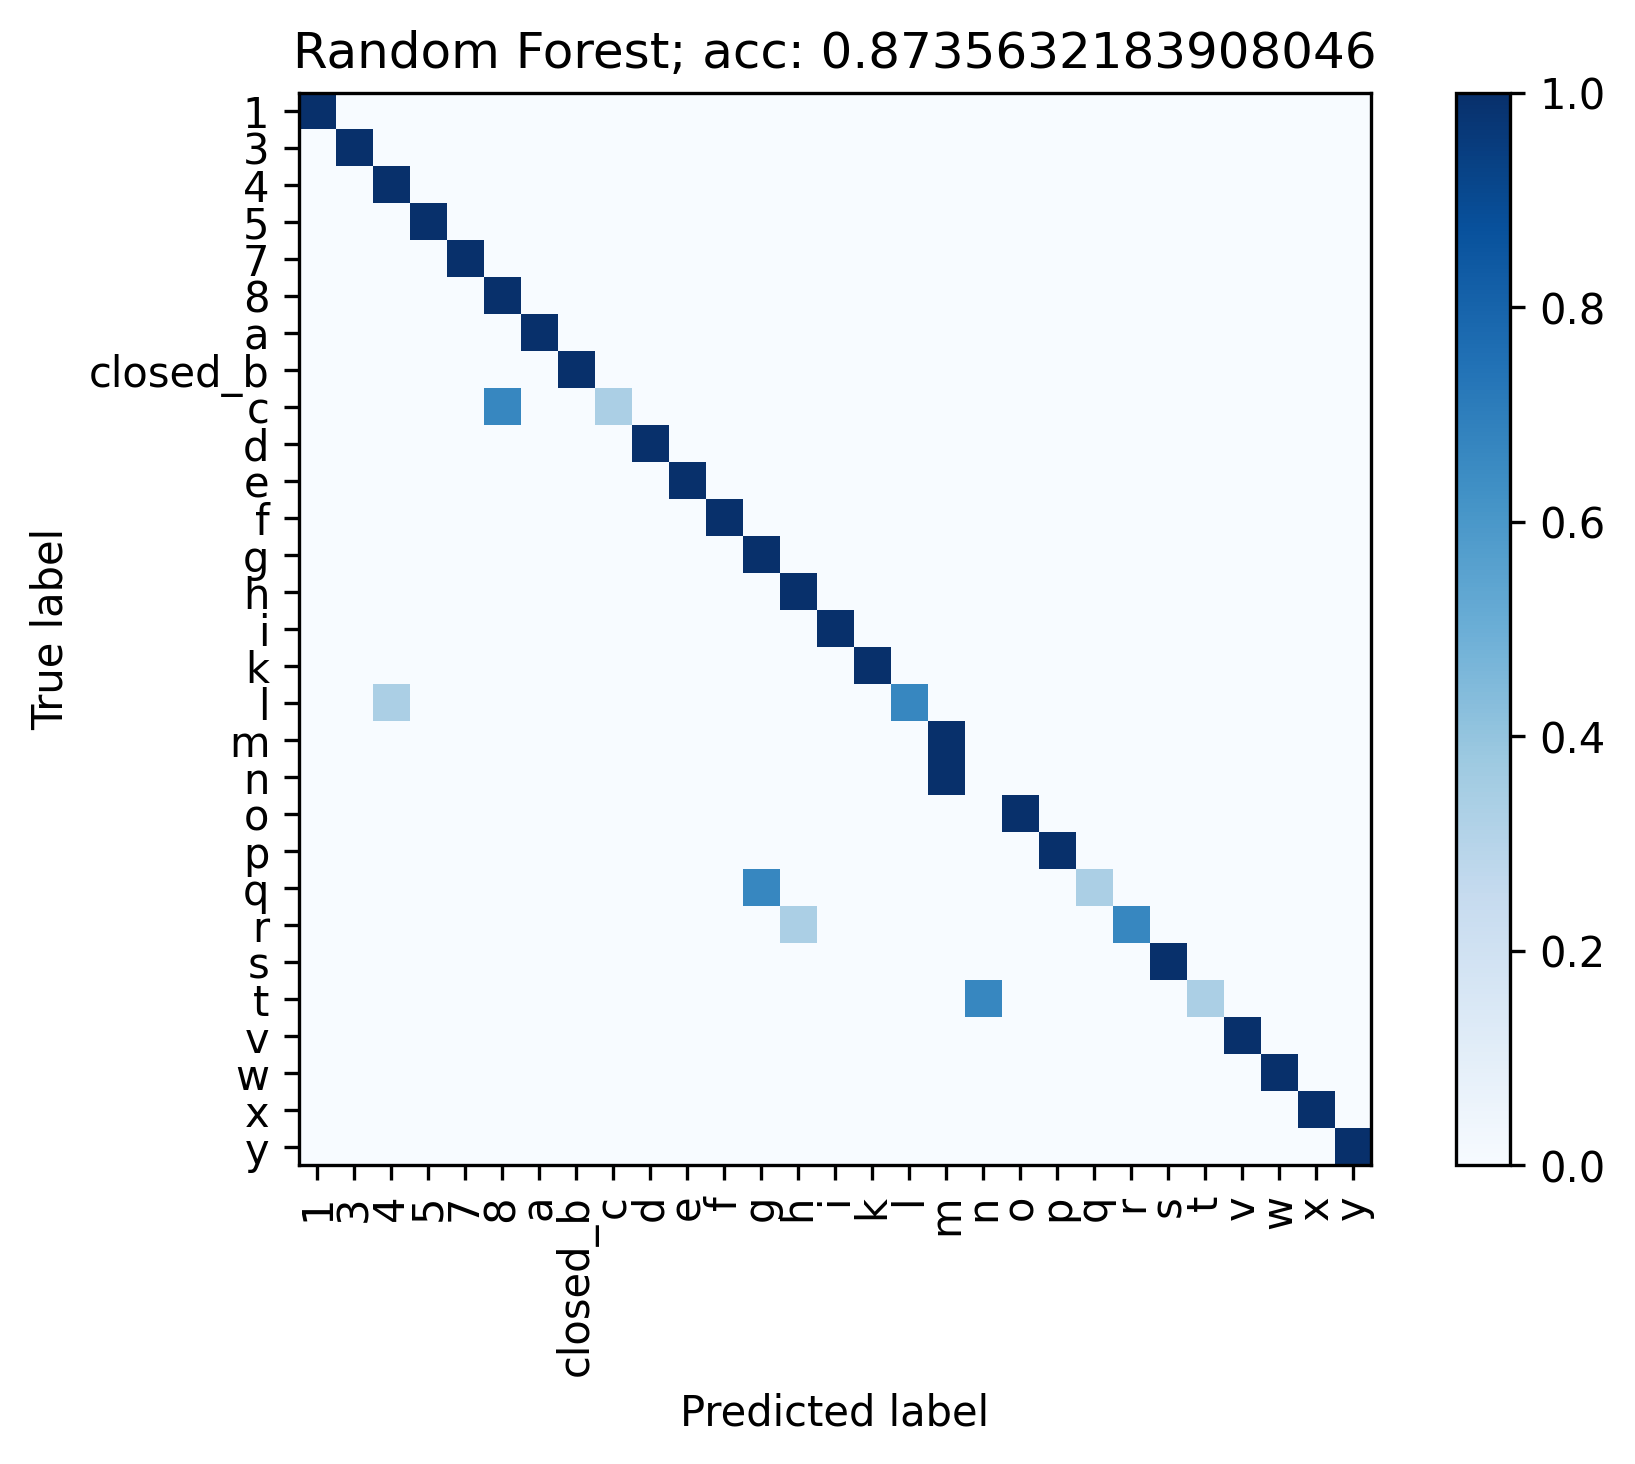 Random Forest; acc: 0.8735632183908046
True label
1
3
4
5
7
8
a
closed_b
c
d
e
f
g
h
i
k
l
m
n
o
p
q
r
s
t
v
w
x
y
1 3 4 5 7 8 a closed_b c d e f g h i k l m n o p q r s t v w x y
Predicted label
1.0
0.8
0.6
0.4
0.2
0.0